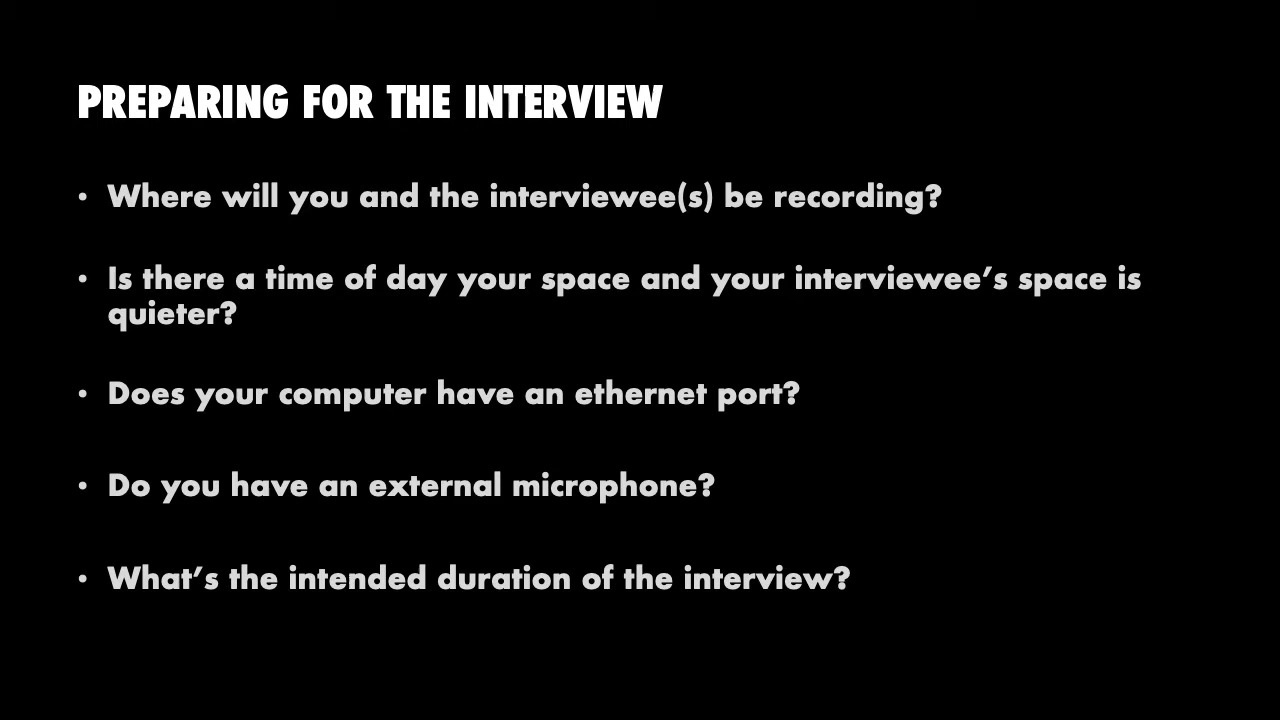 PREPARING FOR THE INTERVIEW
• Where will you and the interviewee(s) be recording?
• Is there a time of day your space and your interviewee’s space is
quieter?
• Does your computer have an ethernet port?
• Do you have an external microphone?
• What’s the intended duration of the interview?